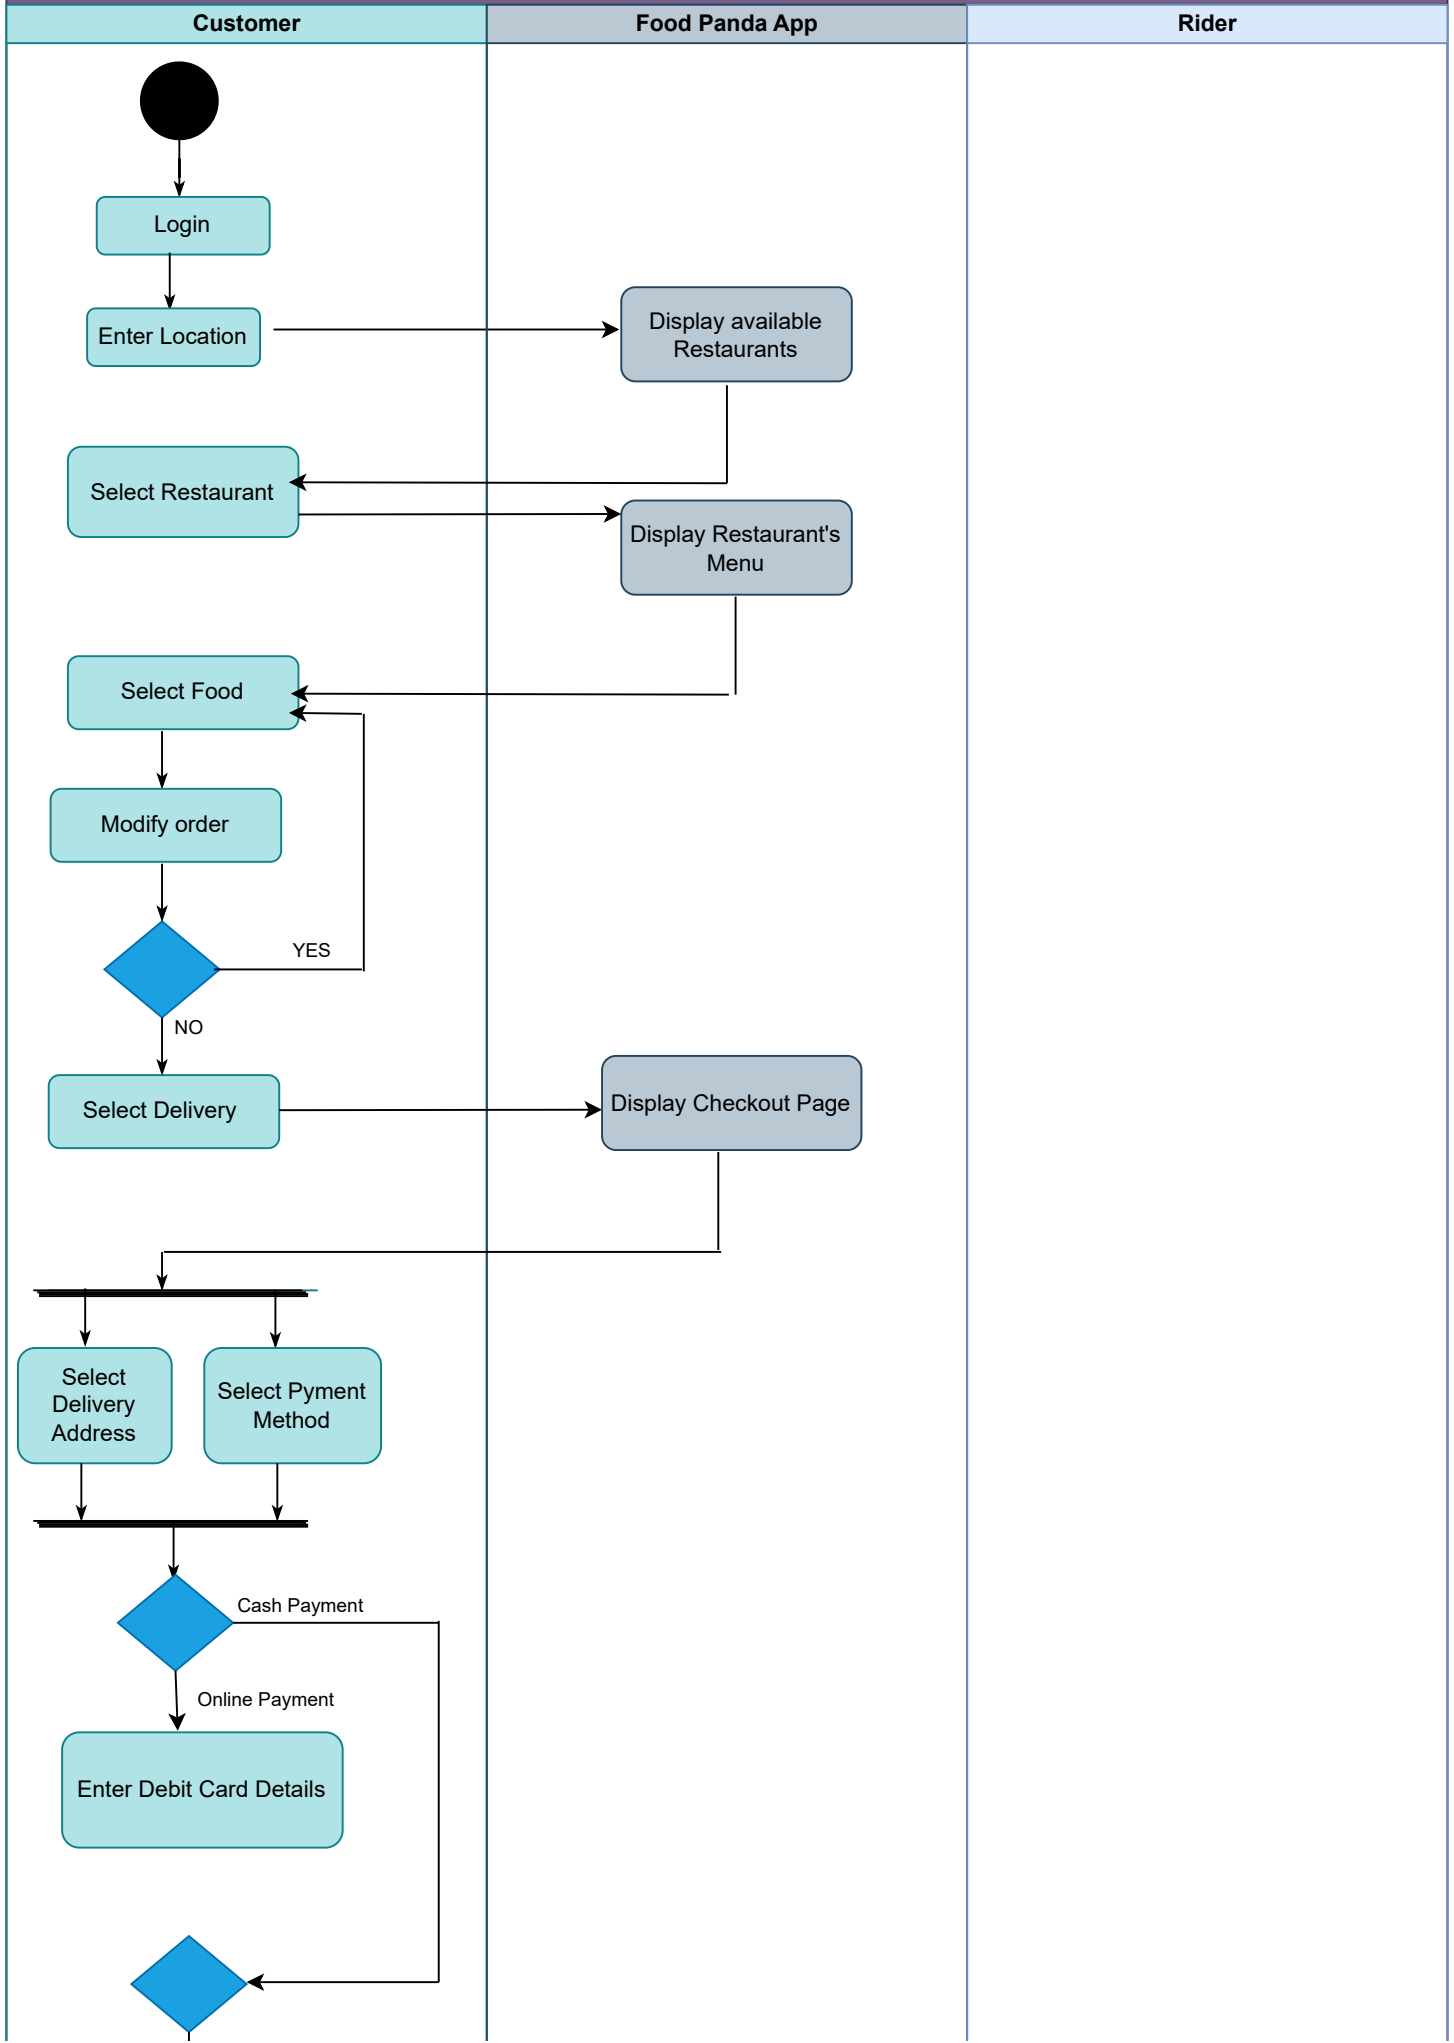 Customer
Food Panda App
Rider
Login
Enter Location
Display available
Restaurants
Select Restaurant
Display Restaurant's
Menu
Select Food
Modify order
YES
NO
Select Delivery
Display Checkout Page
Select
Delivery
Address
Select Pyment
Method
Cash Payment
Online Payment
Enter Debit Card Details